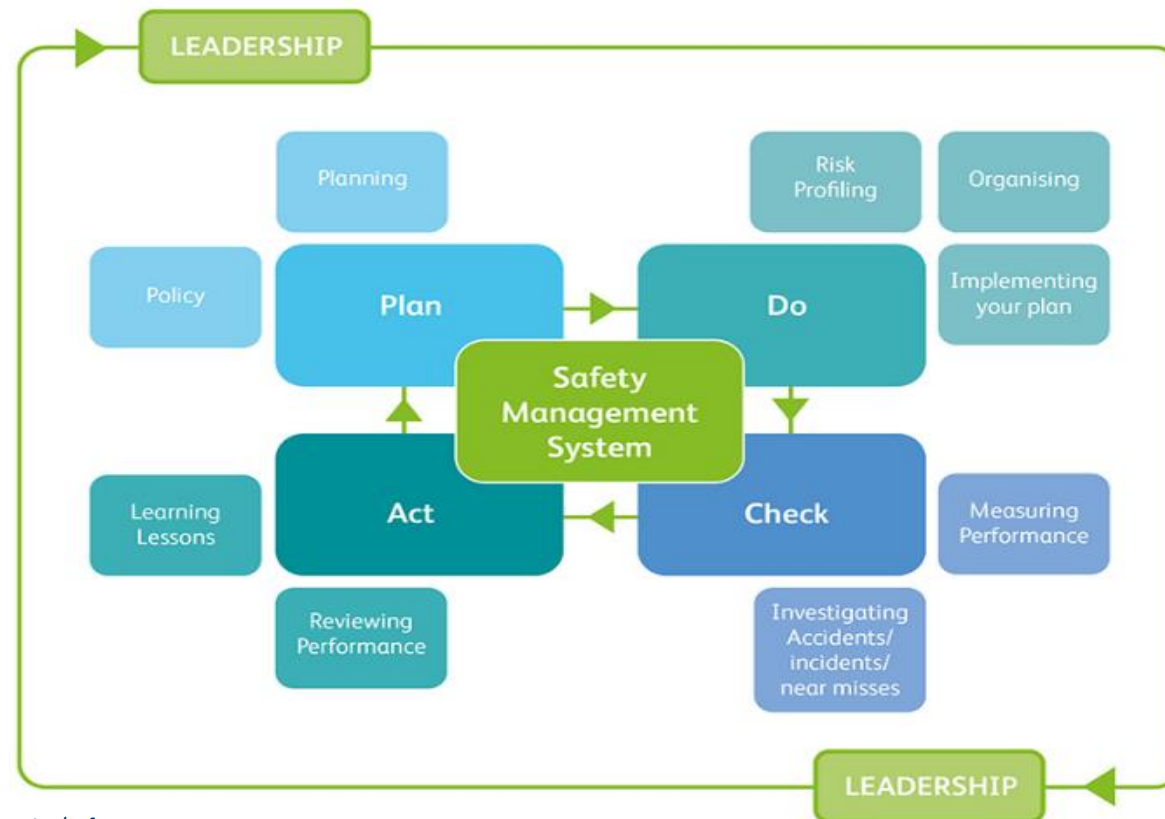 LEADERSHIP
Planning
Risk
Profiling
Organising
Policy
Plan
Do
Implementing
your plan
Safety
Management
System
Learning
Lessons
Act
Check
Measuring
Performance
Reviewing
Performance
Investigating
Accidents/
incidents/
near misses
LEADERSHIP